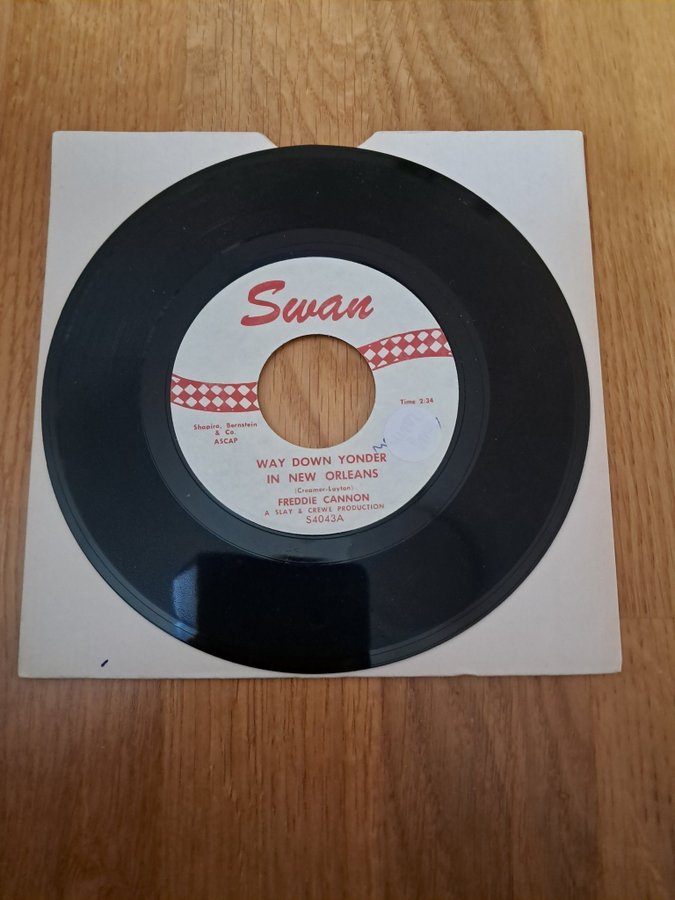 Swan
Time 2:34
Shapiro, Bernstein
& Co.
ASCAP
WAY DOWN YONDER
IN NEW ORLEANS
(Creamer-Layton)
FREDDIE CANNON
A SLAY & CREWE PRODUCTION
S4043A